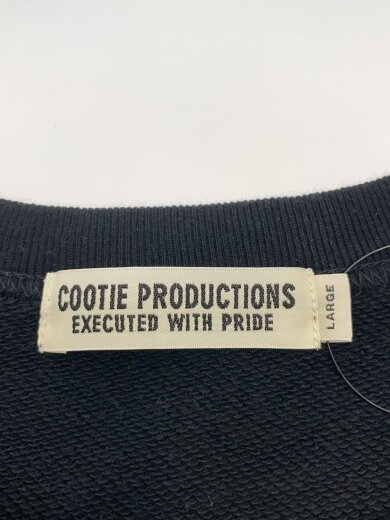 COOTIE PRODUCTIONS
EXECUTED WITH PRIDE
LARGE